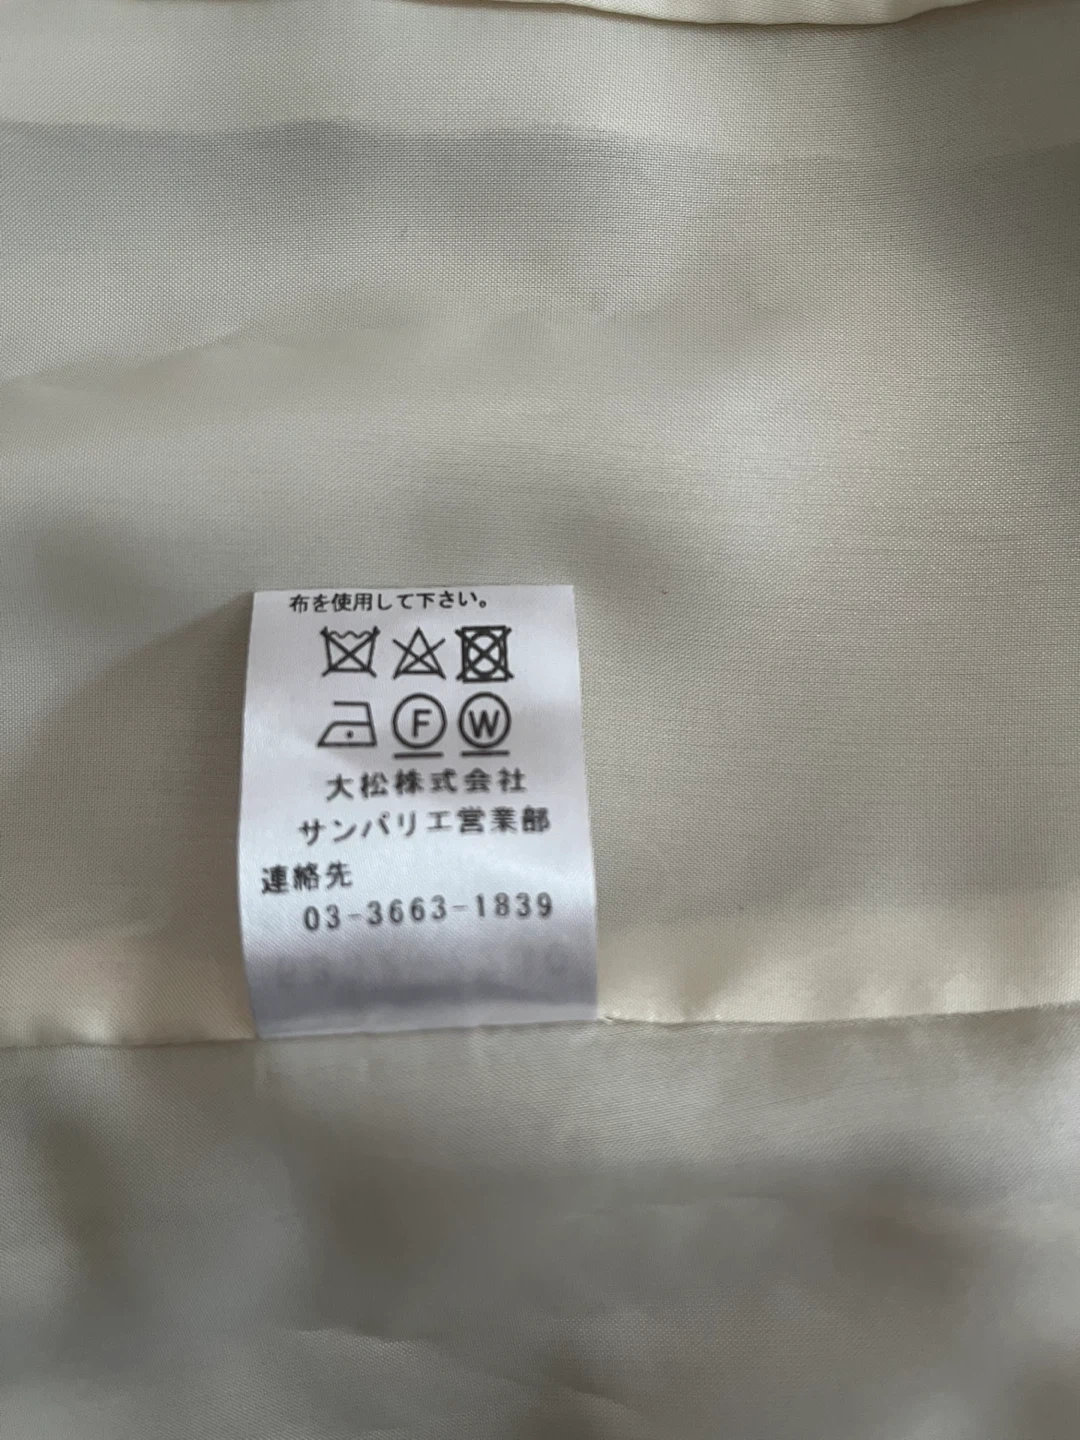 布を使用して下さい。
F W
大松株式会社
サンパリエ営業部
連絡先
03-3663-1839